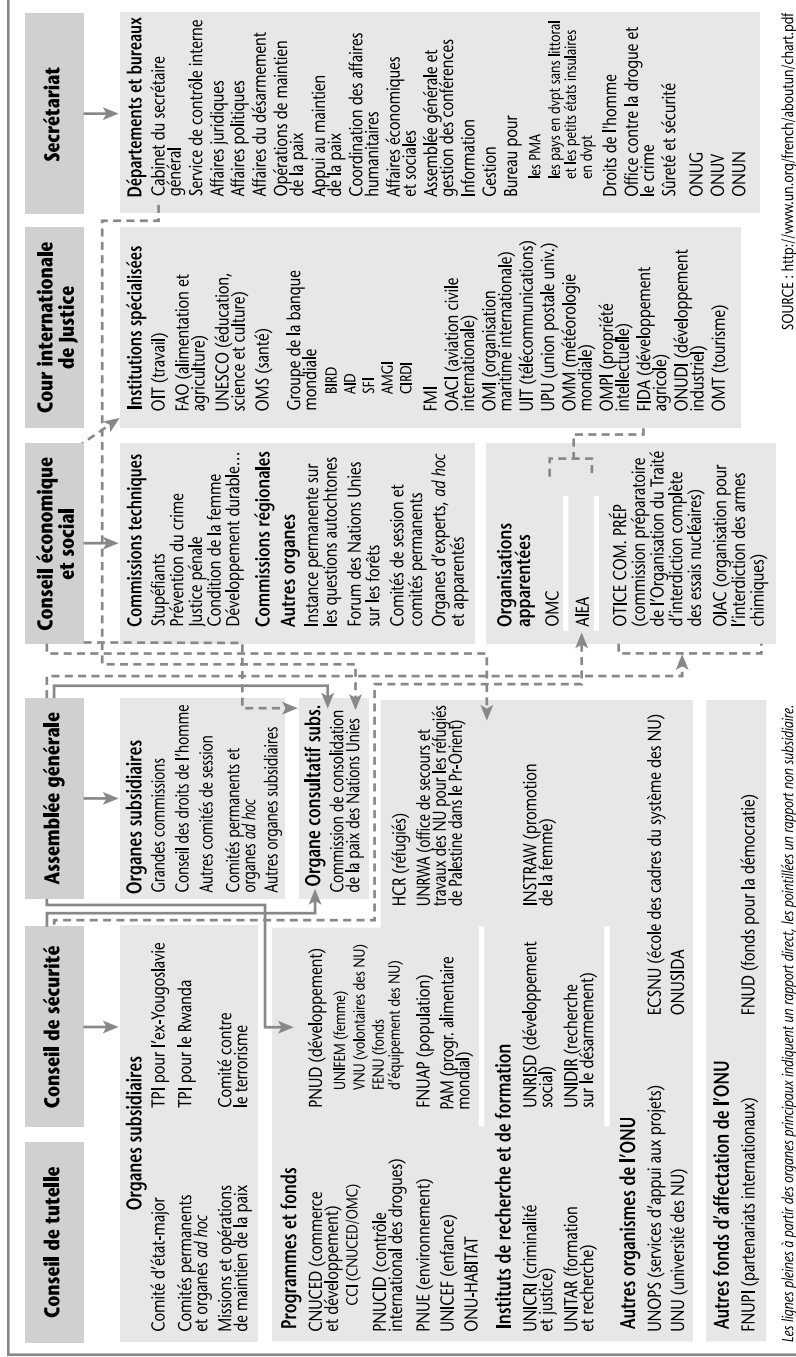 Conseil de tutelle
Conseil de sécurité
Assemblée générale
Conseil économique
et social
Cour internationale
de Justice
Secrétariat
Organes subsidiaires
Comité d'état-major
Comités permanents
et organes ad hoc
Missions et opérations
de maintien de la paix
TPI pour l'ex-Yougoslavie
TPI pour le Rwanda
Comité contre
le terrorisme
Programmes et fonds
CNUCED (commerce
et développement)
CCI (CNUCED/OMC)
PNUCID (contrôle
international des drogues)
PNUE (environnement)
UNICEF (enfance)
ONU-HABITAT
PNUD (développement)
UNIFEM (femme)
VNU (volontaires des NU)
FENU (fonds
d'équipement des NU)
FNUAP (population)
PAM (progr. alimentaire
mondial)
HCR (réfugiés)
UNRWA (office de secours et
travaux des NU pour les réfugiés
de Palestine dans le Pr-Orient)
Instituts de recherche et de formation
UNICRI (criminalité
et justice)
UNITAR (formation
et recherche)
UNRISD (développement
social)
UNIDIR (recherche
sur le désarmement)
INSTRAW (promotion
de la femme)
Autres organismes de l'ONU
UNOPS (services d'appui aux projets)
UNU (université des NU)
ECSNU (école des cadres du système des NU)
ONUSIDA
Autres fonds d'affectation de l'ONU
FNUPI (partenariats internationaux)
FNUD (fonds pour la démocratie)
Organes subsidiaires
Grandes commissions
Conseil des droits de l'homme
Autres comités de session
Comités permanents et
organes ad hoc
Autres organes subsidiaires
Organe consultatif subs.
Commission de consolidation
de la paix des Nations Unies
Commissions techniques
Stupéfiants
Prévention du crime
Justice pénale
Condition de la femme
Développement durable...
Commissions régionales
Autres organes
Instance permanente sur
les questions autochtones
Forum des Nations Unies
sur les forêts
Comités de session et
comités permanents
Organes d'experts, ad hoc
et apparentés
Organisations
apparentées
OMC
AIEA
OTICE COM. PRÉP
(commission préparatoire
de l'Organisation du Traité
d'interdiction complète
des essais nucléaires)
OIAC (organisation pour
l'interdiction des armes
chimiques)
Institutions spécialisées
OIT (travail)
FAO (alimentation et
agriculture)
UNESCO (éducation,
science et culture)
OMS (santé)
Groupe de la banque
mondiale
BIRD
AID
SFI
AMGI
CIRDI
FMI
OACI (aviation civile
internationale)
OMI (organisation
maritime internationale)
UIT (télécommunications)
UPU (union postale univ.)
OMM (météorologie
mondiale)
OMPI (propriété
intellectuelle)
FIDA (développement
agricole)
ONUDI (développement
industriel)
OMT (tourisme)
Départements et bureaux
Cabinet du secrétaire
général
Service de contrôle interne
Affaires juridiques
Affaires politiques
Affaires du désarmement
Opérations de maintien
de la paix
Appui au maintien
de la paix
Coordination des affaires
humanitaires
Affaires économiques
et sociales
Assemblée générale et
gestion des conférences
Information
Gestion
Bureau pour
les PMA
les pays en dvpt sans littoral
et les petits états insulaires
en dvpt
Droits de l'homme
Office contre la drogue et
le crime
Sûreté et sécurité
ONUG
ONUV
ONUN
Les lignes pleines à partir des organes principaux indiquent un rapport direct, les pointillées un rapport non subsidiaire.
SOURCE : http://www.un.org/french/aboutun/chart.pdf